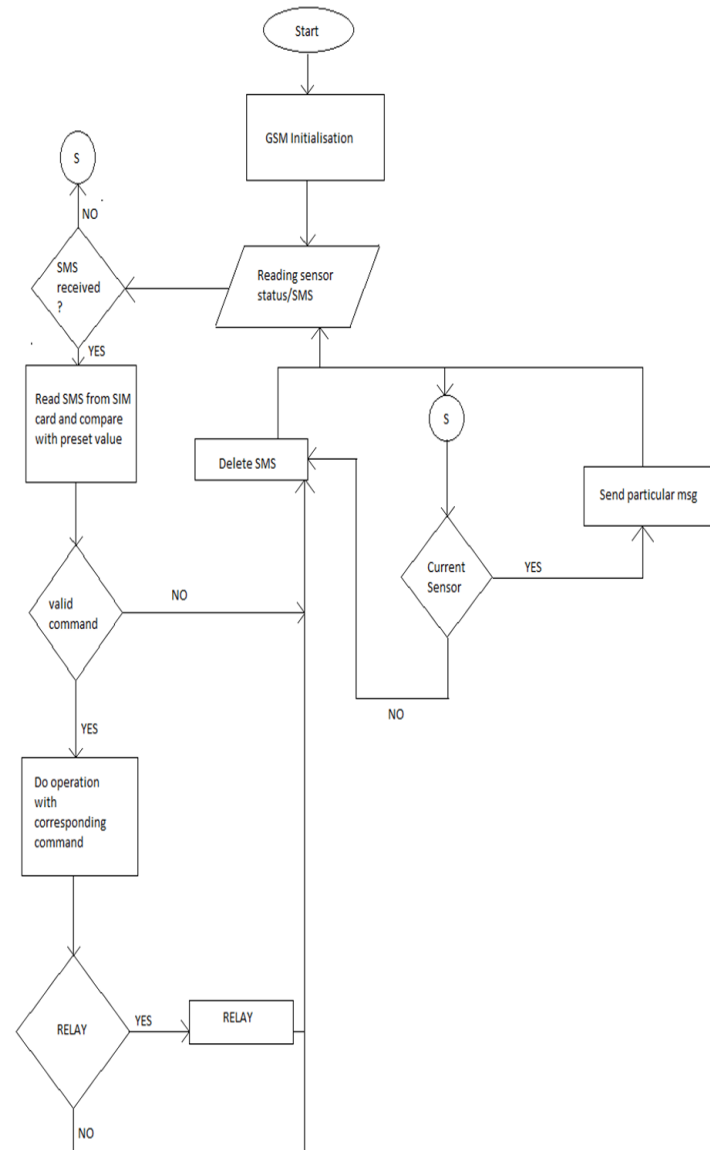 Start
GSM Initialisation
S
NO
SMS
received
?
Reading sensor
status/SMS
YES
Read SMS from SIM
card and compare
with preset value
S
Delete SMS
Send particular msg
Current
Sensor
YES
valid
command
NO
NO
YES
Do operation
with
corresponding
command
RELAY
YES
RELAY
NO